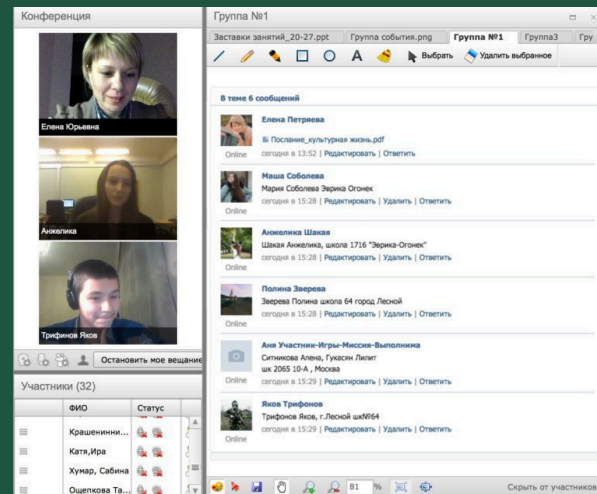 Конференция
Елена Юрьевна
Анжелика
Трифинов Яков
Остановить мое вещание
Участники (32)
ФИО Статус
Крашенинни...
Катя,Ира
Хумар, Сабина
Ощепкова Та...
Группа №1
Заставки занятий_20-27.ppt Группа события.png Группа №1 Группа3 Гру
A Выбрать Удалить выбранное
В теме 6 сообщений
Елена Петряева
Послание_культурная жизнь.pdf
Online сегодня в 13:52 | Редактировать | Ответить
Маша Соболева
Мария Соболева Эврика Огонек
сегодня в 15:28 | Редактировать | Удалить | Ответить
Online
Анжелика Шакая
Шакая Анжелика, школа 1716 "Эврика-Огонек"
сегодня в 15:28 | Редактировать | Удалить | Ответить
Online
Полина Зверева
Зверева Полина школа 64 город Лесной
сегодня в 15:28 | Редактировать | Удалить | Ответить
Online
Аня Участник-Игры-Миссия-Выполнима
Ситникова Алена, Гукасян Лилит
шк 2065 10-А , Москва
Online сегодня в 15:29 | Редактировать | Удалить | Ответить
Яков Трифонов
Трифонов Яков, г.Лесной шк№64
сегодня в 15:29 | Редактировать | Удалить | Ответить
Online
81 % Скрыть от участников